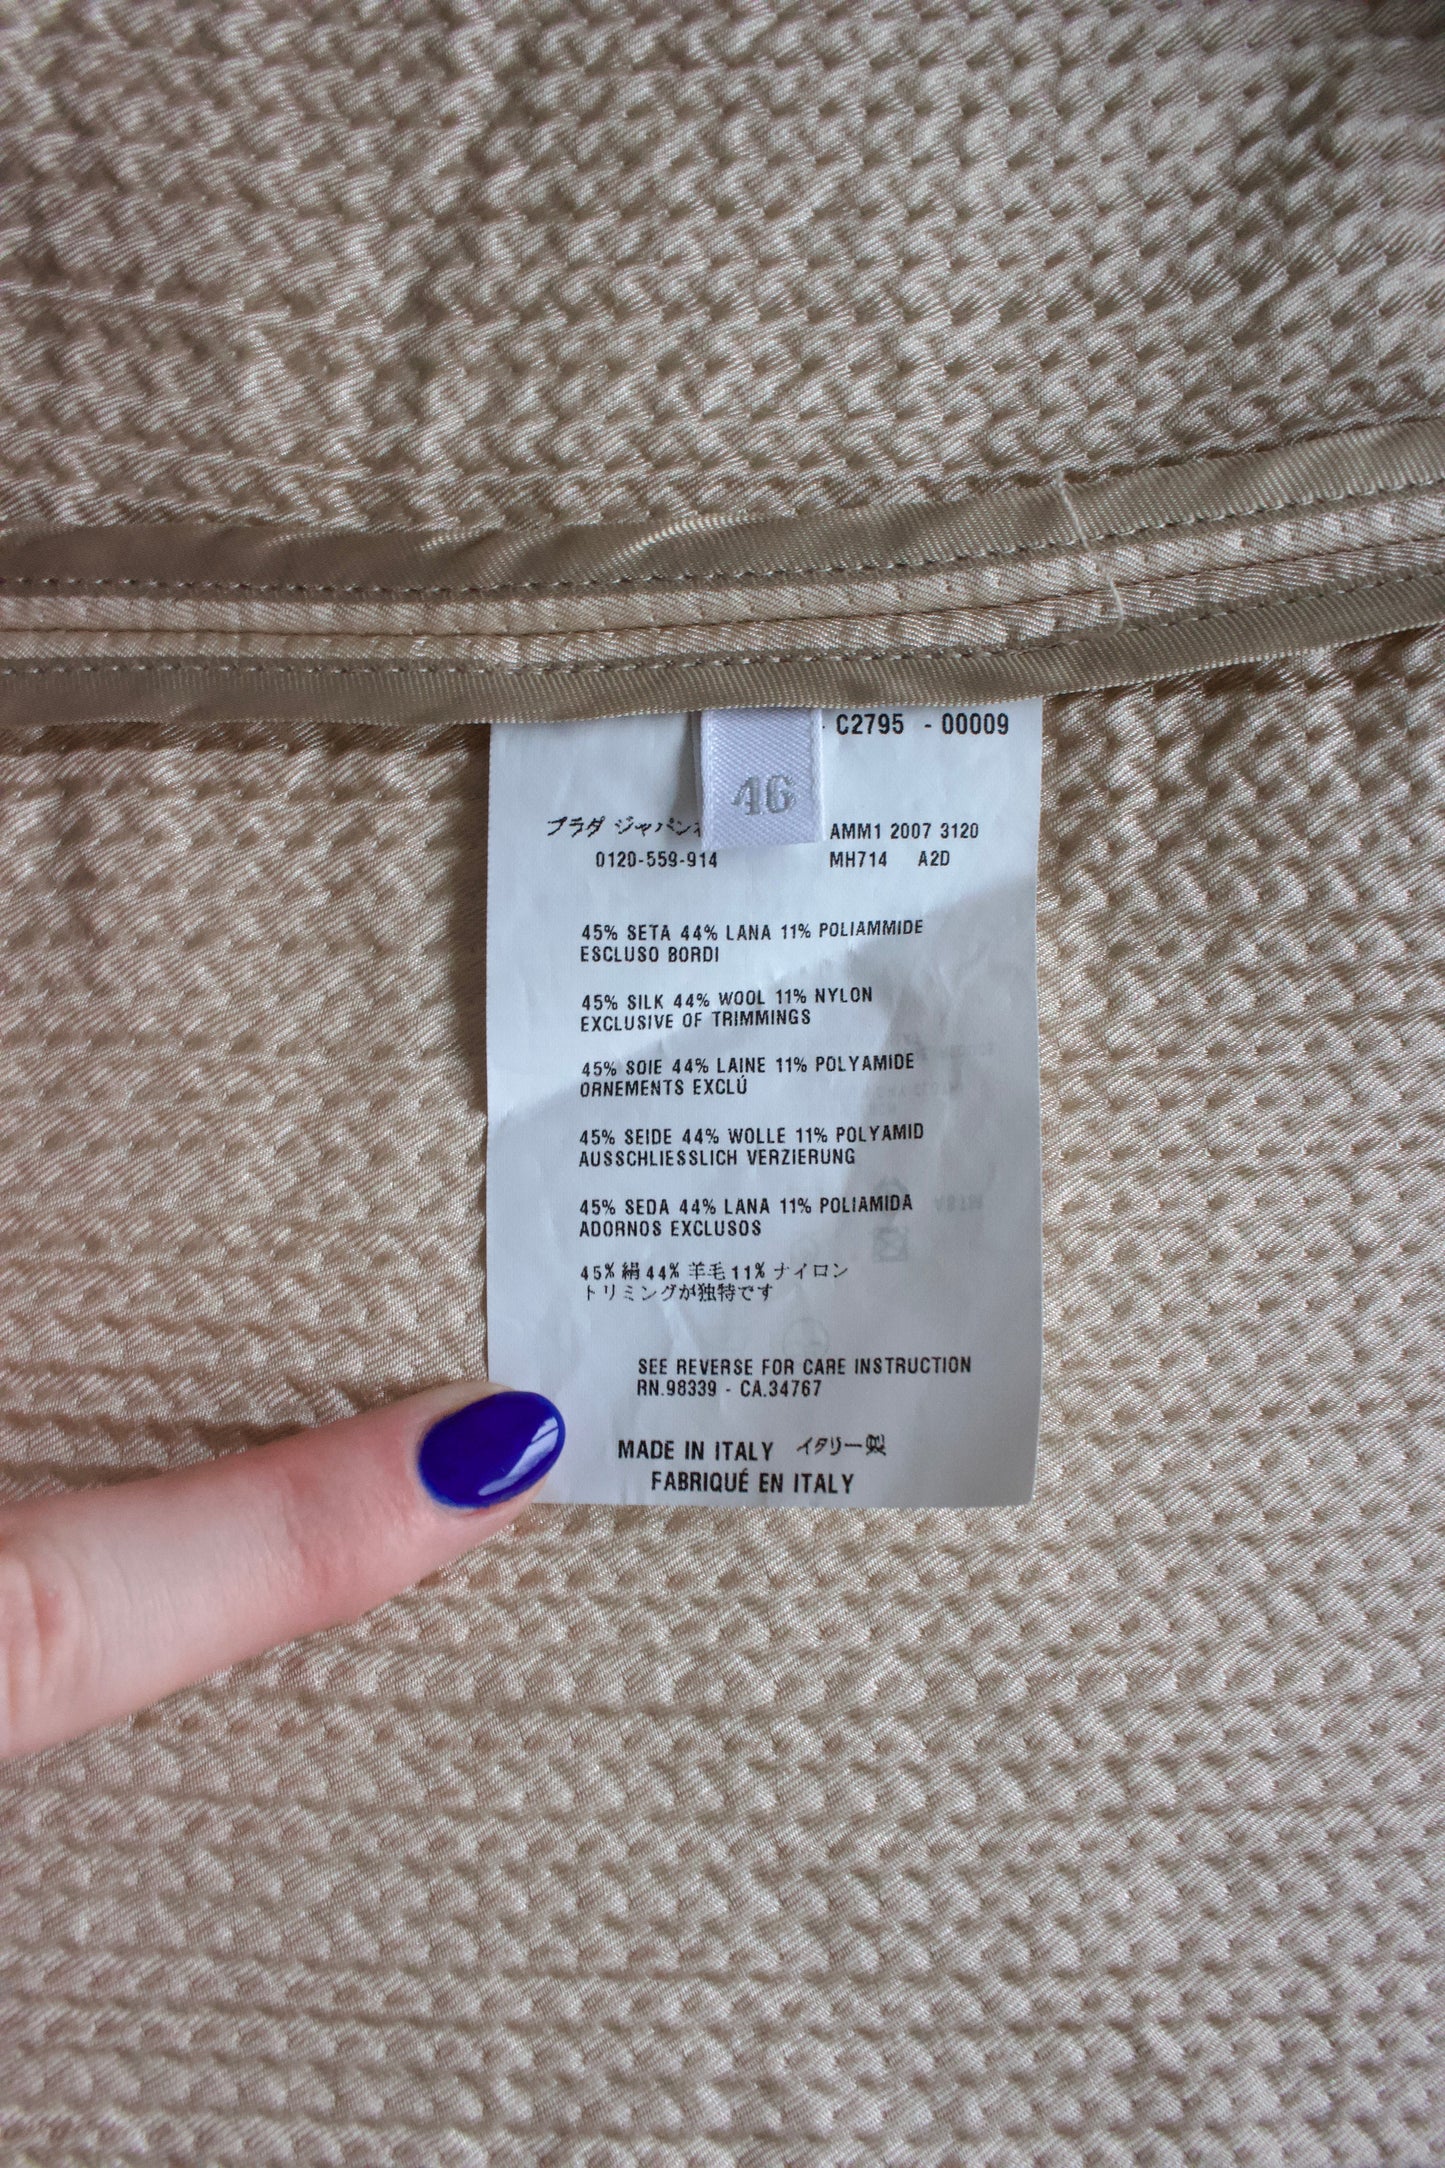 C2795 - 00009
46
プラダ ジャパン
AMM1 2007 3120
0120-559-914
MH714 A2D
45% SETA 44% LANA 11% POLIAMMIDE
ESCLUSO BORDI
45% SILK 44% WOOL 11% NYLON
EXCLUSIVE OF TRIMMINGS
45% SOIE 44% LAINE 11% POLYAMIDE
ORNEMENTS EXCLÚ
45% SEIDE 44% WOLLE 11% POLYAMID
AUSSCHLIESSLICH VERZIERUNG
45% SEDA 44% LANA 11% POLIAMIDA
ADORNOS EXCLUSOS
45% 絹 44% 羊毛 11% ナイロン
トリミングが独特です
SEE REVERSE FOR CARE INSTRUCTION
RN.98339 - CA.34767
MADE IN ITALY イタリー製
FABRIQUÉ EN ITALY